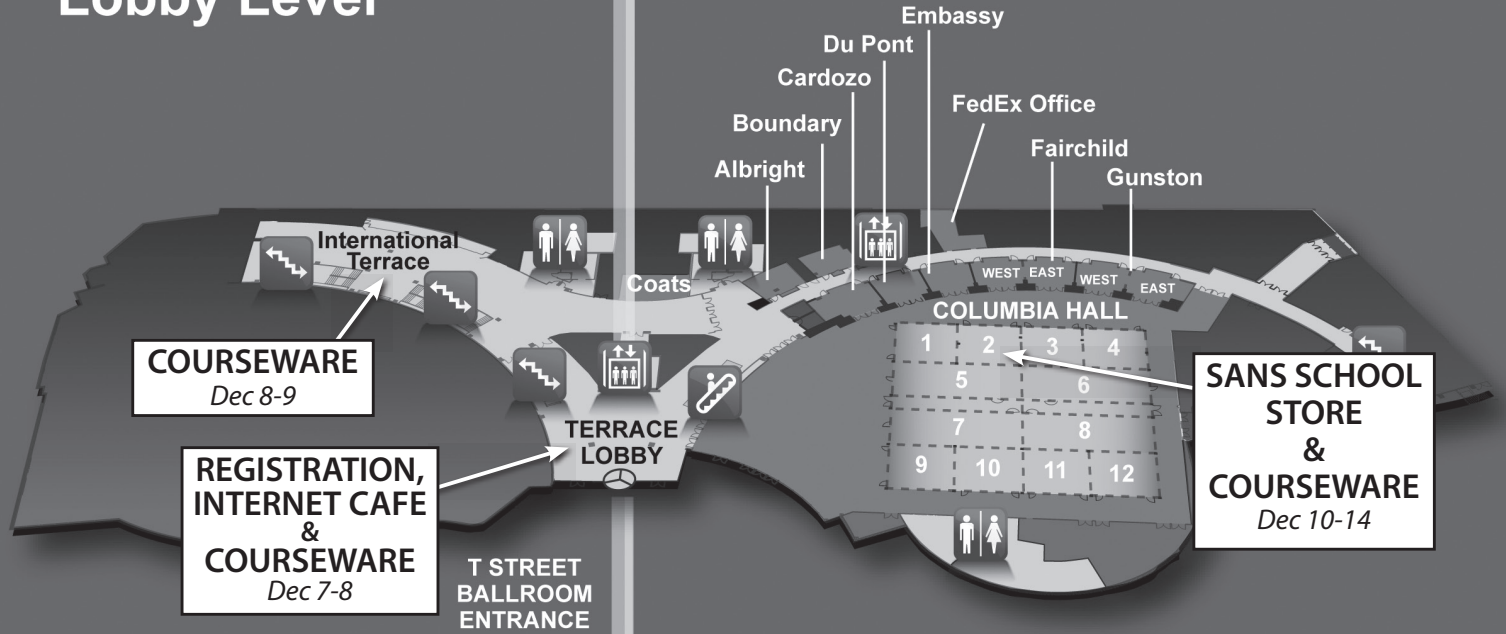 Lobby Level
Embassy
Du Pont
Cardozo
FedEx Office
Boundary
Fairchild
Albright
Gunston
International
Terrace
Coats
WEST
EAST
WEST
EAST
COLUMBIA HALL
1
2
3
4
5
6
7
8
9
10
11
12
COURSEWARE
Dec 8-9
TERRACE
LOBBY
REGISTRATION,
INTERNET CAFE
&
COURSEWARE
Dec 7-8
SANS SCHOOL
STORE
&
COURSEWARE
Dec 10-14
T STREET
BALLROOM
ENTRANCE